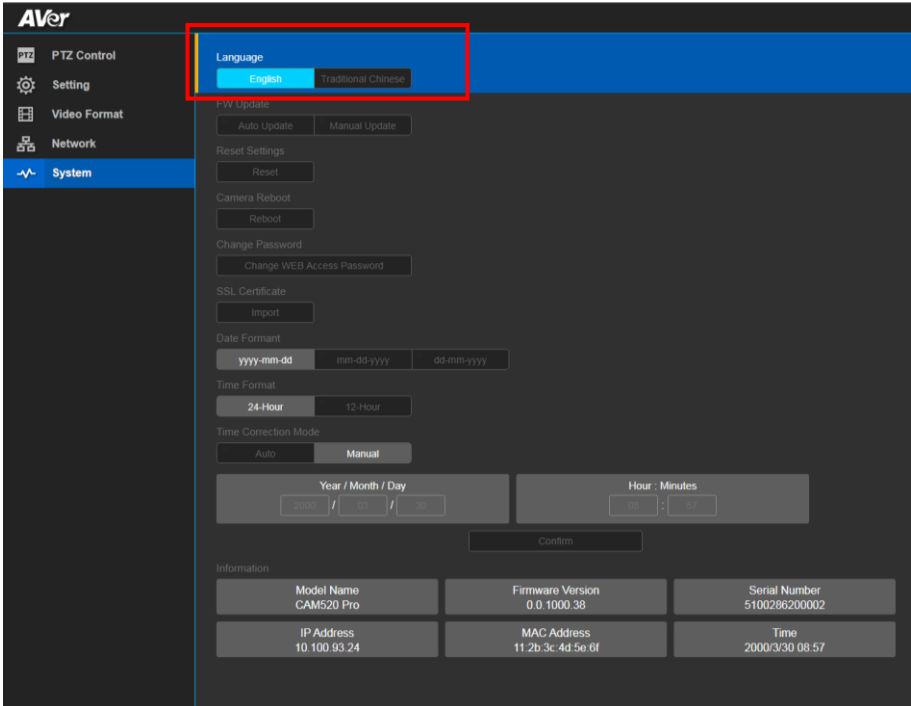 AVer
PTZ PTZ Control
Setting
Video Format
Network
System
Language
English Traditional Chinese
FW Update
Auto Update Manual Update
Reset Settings
Reset
Camera Reboot
Reboot
Change Password
Change WEB Access Password
SSL Certificate
Import
Date Formant
yyyy-mm-dd mm-dd-yyyy dd-mm-yyyy
Time Format
24-Hour 12-Hour
Time Correction Mode
Auto Manual
Year / Month / Day Hour : Minutes
2000 / 03 / 30 : 57
Confirm
Information
Model Name Firmware Version Serial Number
CAM520 Pro 0.0.1000.38 5100286200002
IP Address MAC Address Time
10.100.93.24 11:2b:3c:4d:5e:6f 2000/3/30 08:57